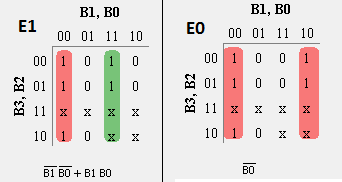 E1
B1, B0
00 01 11 10
B3, B2
00 1 0 1 0
01 1 0 1 0
11 x x x x
10 1 0 x x
B1̅ B0̅ + B1 B0
E0
B1, B0
00 01 11 10
B3, B2
00 1 0 0 1
01 1 0 0 1
11 x x x x
10 1 0 x x
B0̅